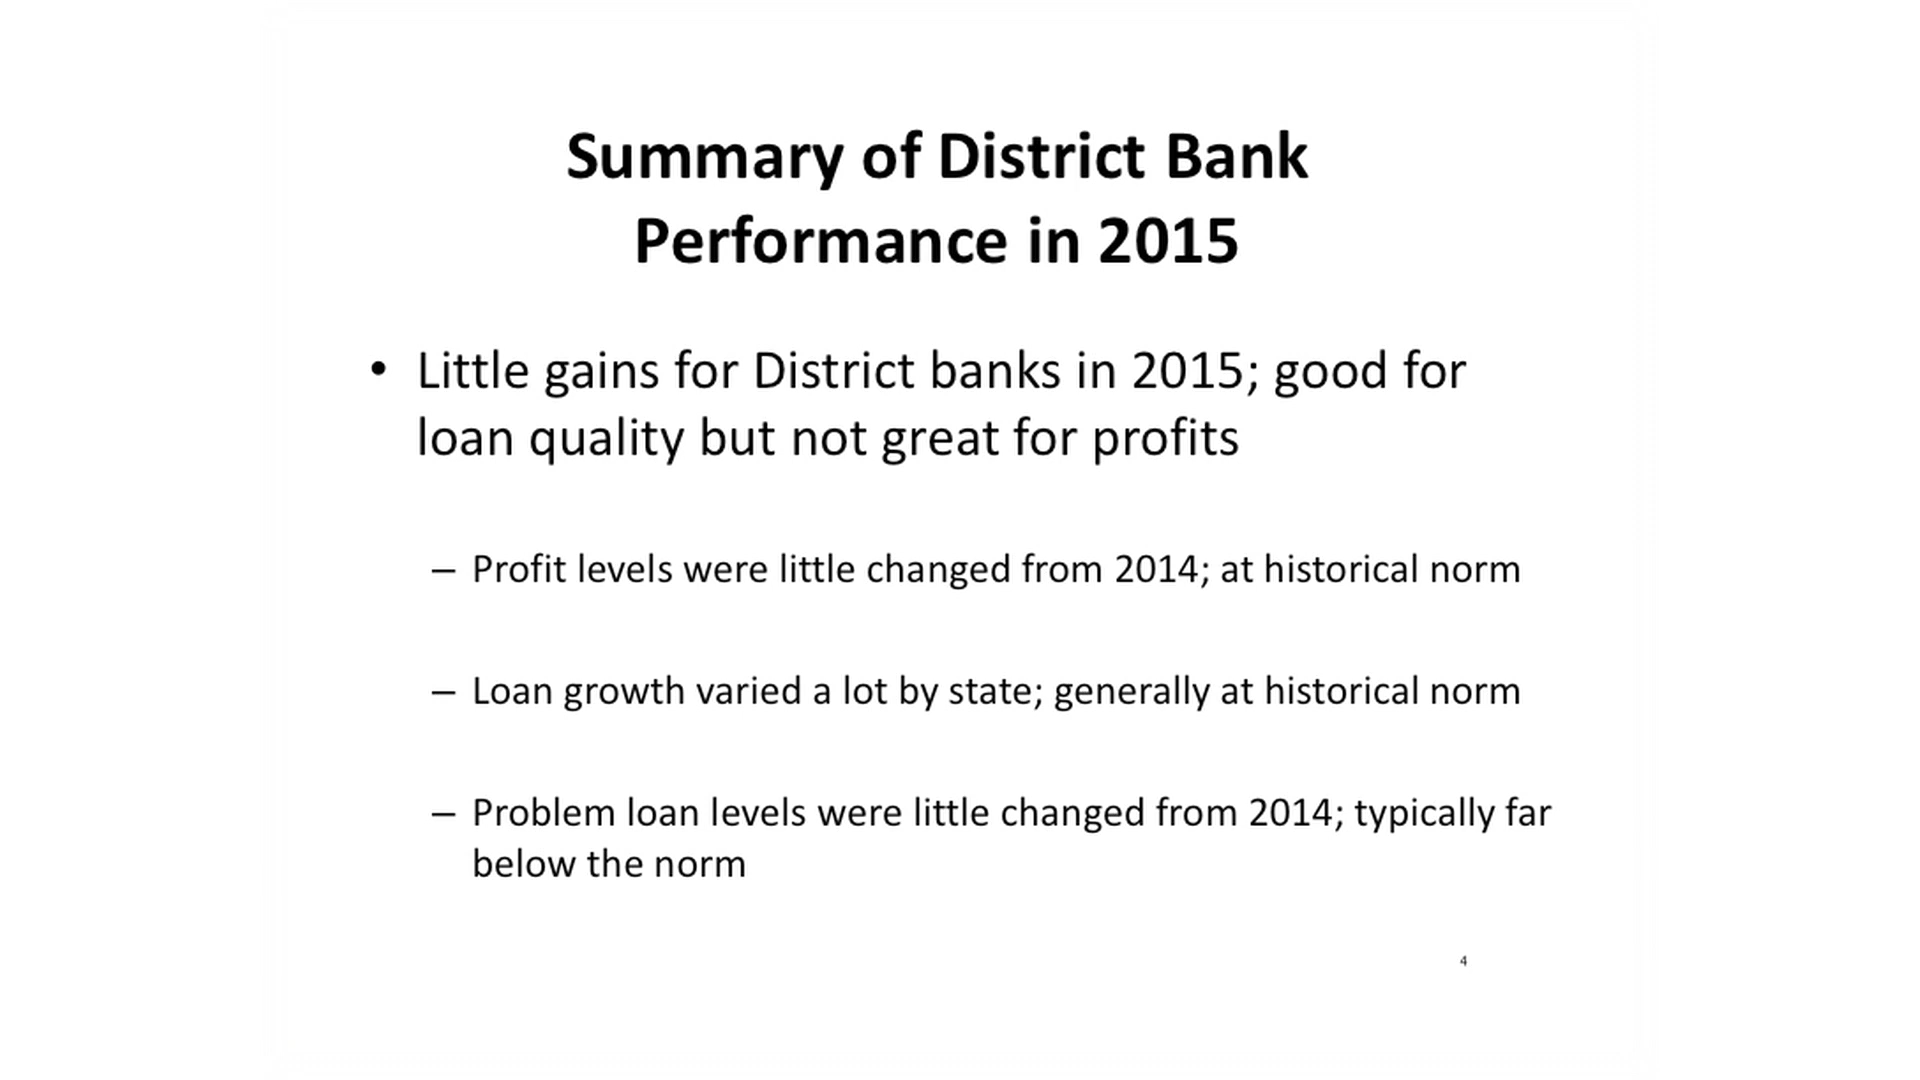 Summary of District Bank
Performance in 2015
• Little gains for District banks in 2015; good for
loan quality but not great for profits
– Profit levels were little changed from 2014; at historical norm
– Loan growth varied a lot by state; generally at historical norm
– Problem loan levels were little changed from 2014; typically far
below the norm
4